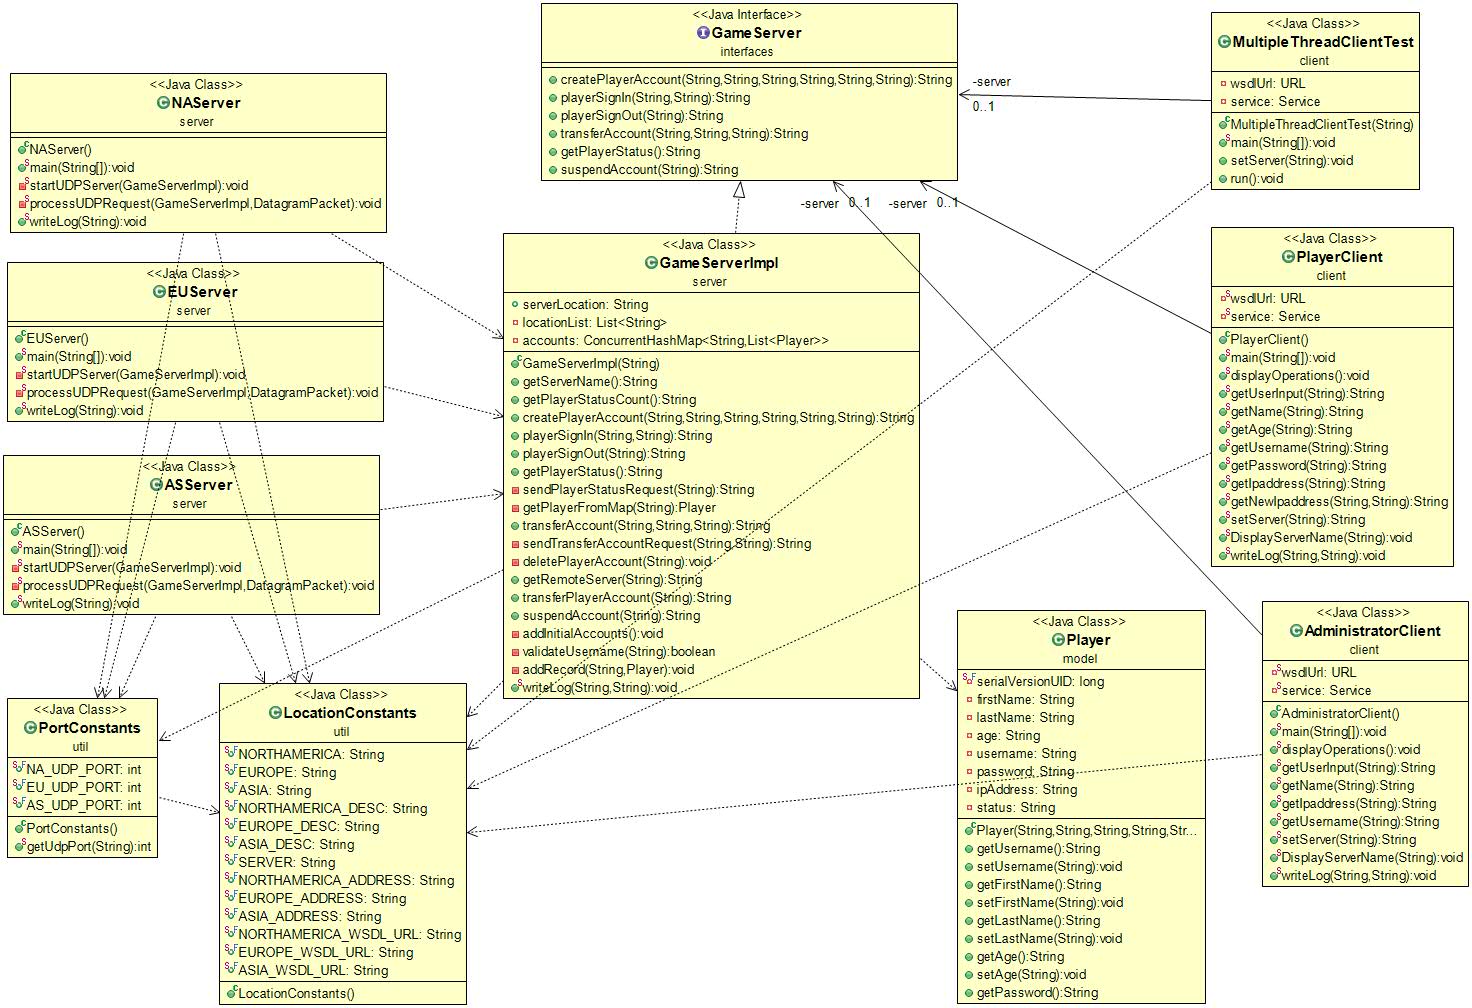 <<Java Interface>>
GameServer
interfaces
createPlayerAccount(String,String,String,String,String,String):String
playerSignIn(String,String):String
playerSignOut(String):String
transferAccount(String,String,String):String
getPlayerStatus():String
suspendAccount(String):String
<<Java Class>>
MultipleThreadClientTest
client
wsdlUrl: URL
service: Service
MultipleThreadClientTest(String)
main(String[]):void
setServer(String):void
run():void
-server
0..1
-server 0..1
-server 0..1
<<Java Class>>
NAServer
server
NAServer()
main(String[]):void
startUDPServer(GameServerImpl):void
processUDPRequest(GameServerImpl,DatagramPacket):void
writeLog(String):void
<<Java Class>>
EUServer
server
EUServer()
main(String[]):void
startUDPServer(GameServerImpl):void
processUDPRequest(GameServerImpl,DatagramPacket):void
writeLog(String):void
<<Java Class>>
ASServer
server
ASServer()
main(String[]):void
startUDPServer(GameServerImpl):void
processUDPRequest(GameServerImpl,DatagramPacket):void
writeLog(String):void
<<Java Class>>
GameServerImpl
server
serverLocation: String
locationList: List<String>
accounts: ConcurrentHashMap<String,List<Player>>
GameServerImpl(String)
getServerName():String
getPlayerStatusCount():String
createPlayerAccount(String,String,String,String,String,String):String
playerSignIn(String,String):String
playerSignOut(String):String
getPlayerStatus():String
sendPlayerStatusRequest(String):String
getPlayerFromMap(String):Player
transferAccount(String,String,String):String
sendTransferAccountRequest(String,String):String
deletePlayerAccount(String):void
getRemoteServer(String):String
transferPlayerAccount(String):String
suspendAccount(String):String
addInitialAccounts():void
validateUsername(String):boolean
addRecord(String,Player):void
writeLog(String,String):void
<<Java Class>>
PlayerClient
client
wsdlUrl: URL
service: Service
PlayerClient()
main(String[]):void
displayOperations():void
getUserInput(String):String
getName(String):String
getAge(String):String
getUsername(String):String
getPassword(String):String
getIpaddress(String):String
getNewIpaddress(String,String):String
setServer(String):String
DisplayServerName(String):void
writeLog(String,String):void
<<Java Class>>
PortConstants
util
NA_UDP_PORT: int
EU_UDP_PORT: int
AS_UDP_PORT: int
PortConstants()
getUdpPort(String):int
<<Java Class>>
LocationConstants
util
NORTHAMERICA: String
EUROPE: String
ASIA: String
NORTHAMERICA_DESC: String
EUROPE_DESC: String
ASIA_DESC: String
SERVER: String
NORTHAMERICA_ADDRESS: String
EUROPE_ADDRESS: String
ASIA_ADDRESS: String
NORTHAMERICA_WSDL_URL: String
EUROPE_WSDL_URL: String
ASIA_WSDL_URL: String
LocationConstants()
<<Java Class>>
Player
model
serialVersionUID: long
firstName: String
lastName: String
age: String
username: String
password: String
ipAddress: String
status: String
Player(String,String,String,String,Str...
getUsername():String
setUsername(String):void
getFirstName():String
setFirstName(String):void
getLastName():String
setLastName(String):void
getAge():String
setAge(String):void
getPassword():String
<<Java Class>>
AdministratorClient
client
wsdlUrl: URL
service: Service
AdministratorClient()
main(String[]):void
displayOperations():void
getUserInput(String):String
getName(String):String
getIpaddress(String):String
getUsername(String):String
setServer(String):String
DisplayServerName(String):void
writeLog(String,String):void